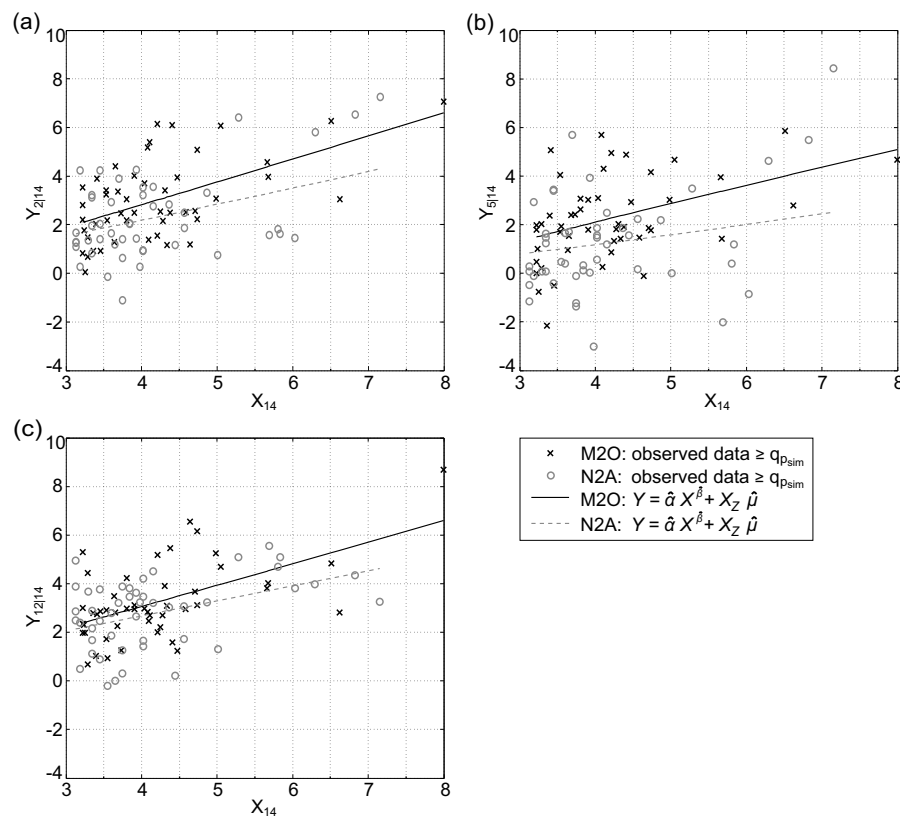 (a)
10
8
6
4
2
0
-2
-4
Y2|14
3 4 5 6 7 8
X14
(b)
10
8
6
4
2
0
-2
-4
Y5|14
3 4 5 6 7 8
X14
(c)
10
8
6
4
2
0
-2
-4
Y12|14
3 4 5 6 7 8
X14
M2O: observed data ≥ qpsim
N2A: observed data ≥ qpsim
M2O: Y = α̂ X^β̂ + XZ μ̂
N2A: Y = α̂ X^β̂ + XZ μ̂